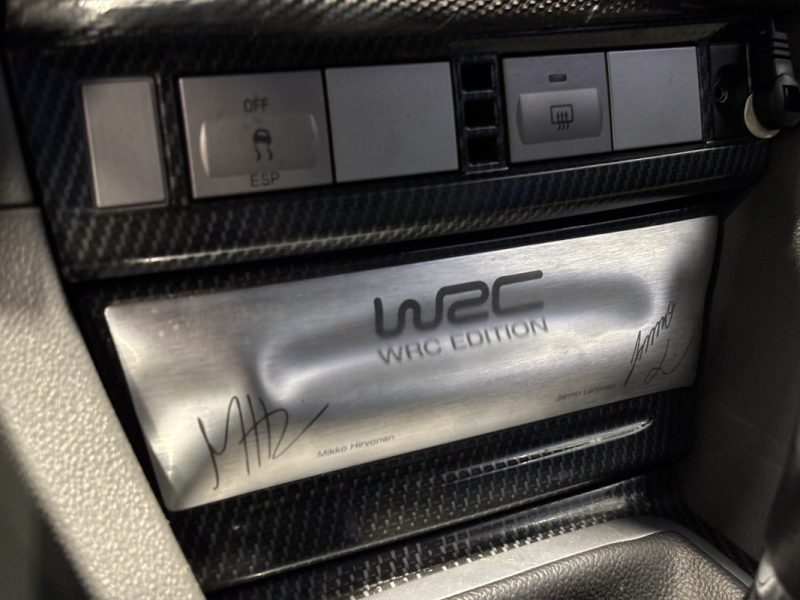 OFF
ESP
WRC
WRC EDITION
Jarmo Lehtinen
Mikko Hirvonen